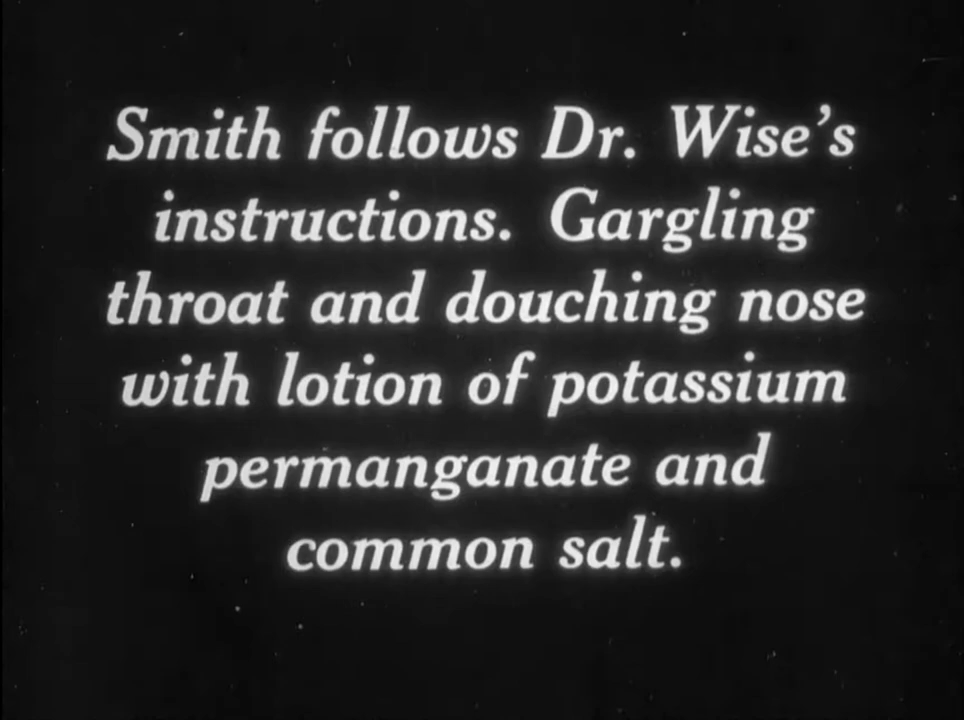 Smith follows Dr. Wise's
instructions. Gargling
throat and douching nose
with lotion of potassium
permanganate and
common salt.